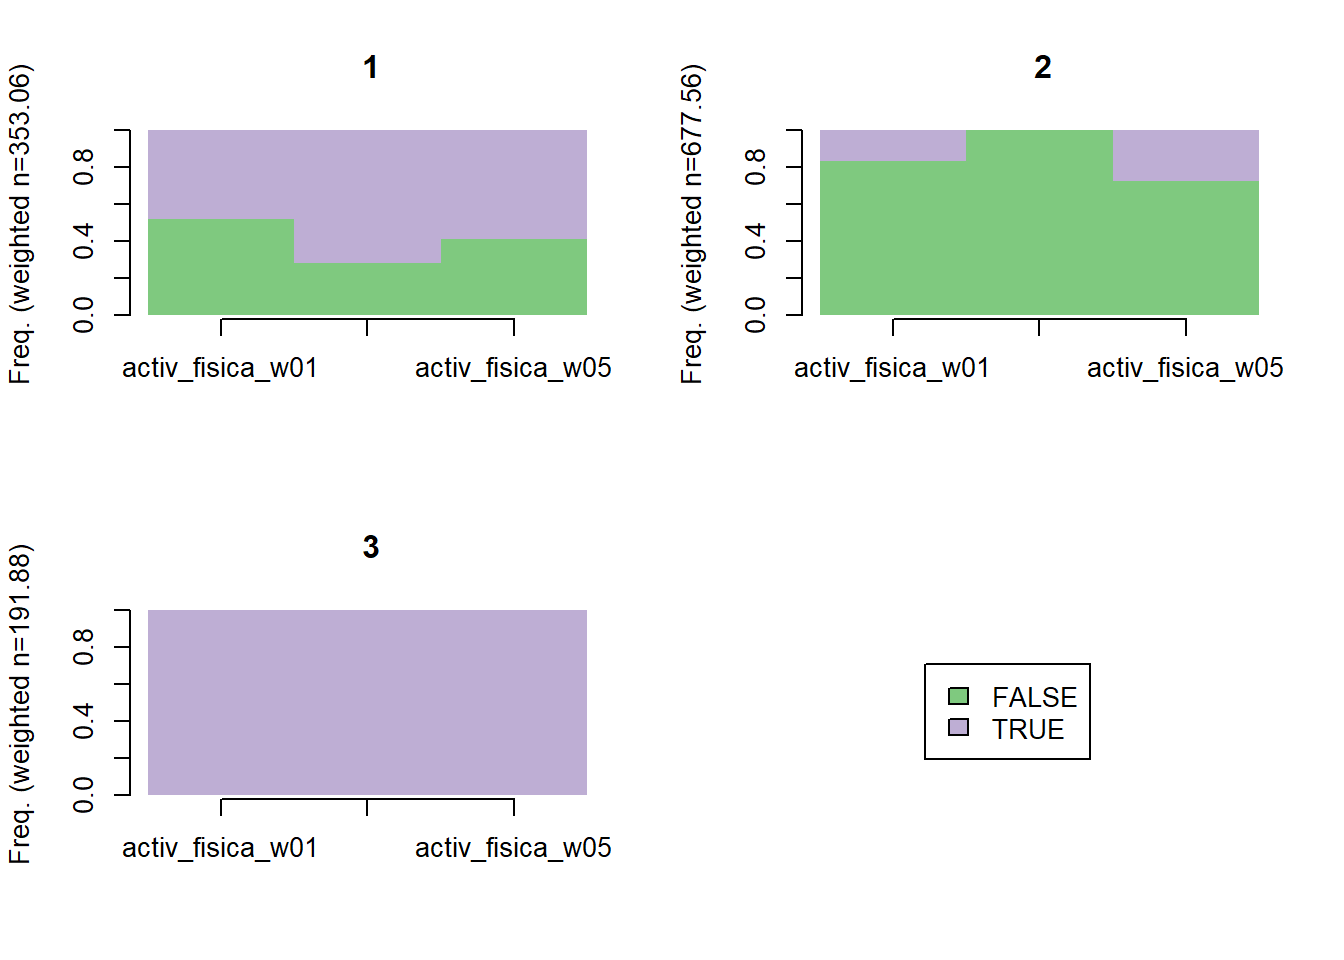 1
Freq. (weighted n=353.06)
0.0 0.4 0.8
activ_fisica_w01 activ_fisica_w05
2
Freq. (weighted n=677.56)
0.0 0.4 0.8
activ_fisica_w01 activ_fisica_w05
3
Freq. (weighted n=191.88)
0.0 0.4 0.8
activ_fisica_w01 activ_fisica_w05
FALSE
TRUE